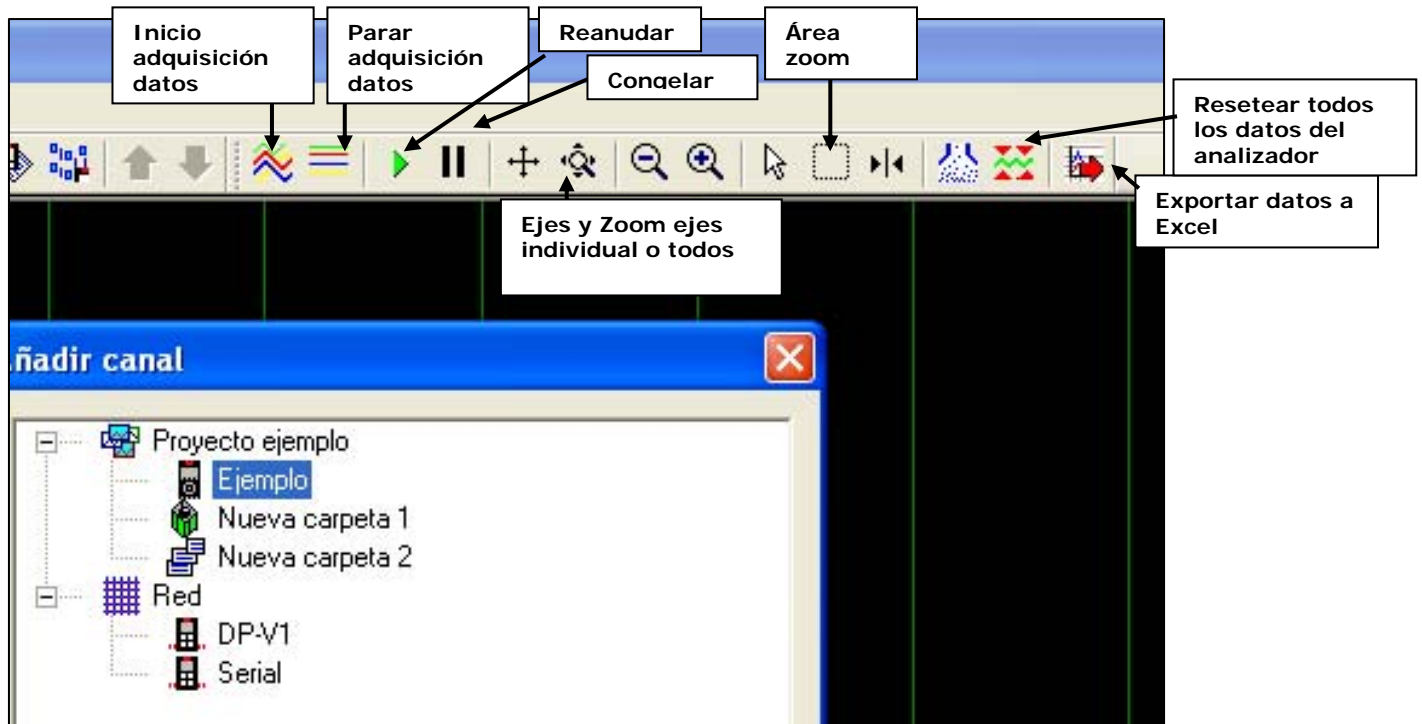 Inicio
adquisición
datos
Parar
adquisición
datos
Reanudar
Congelar
Área
zoom
Resetear todos
los datos del
analizador
Exportar datos a
Excel
Ejes y Zoom ejes
individual o todos
ñadir canal
Proyecto ejemplo
Ejemplo
Nueva carpeta 1
Nueva carpeta 2
Red
DP-V1
Serial